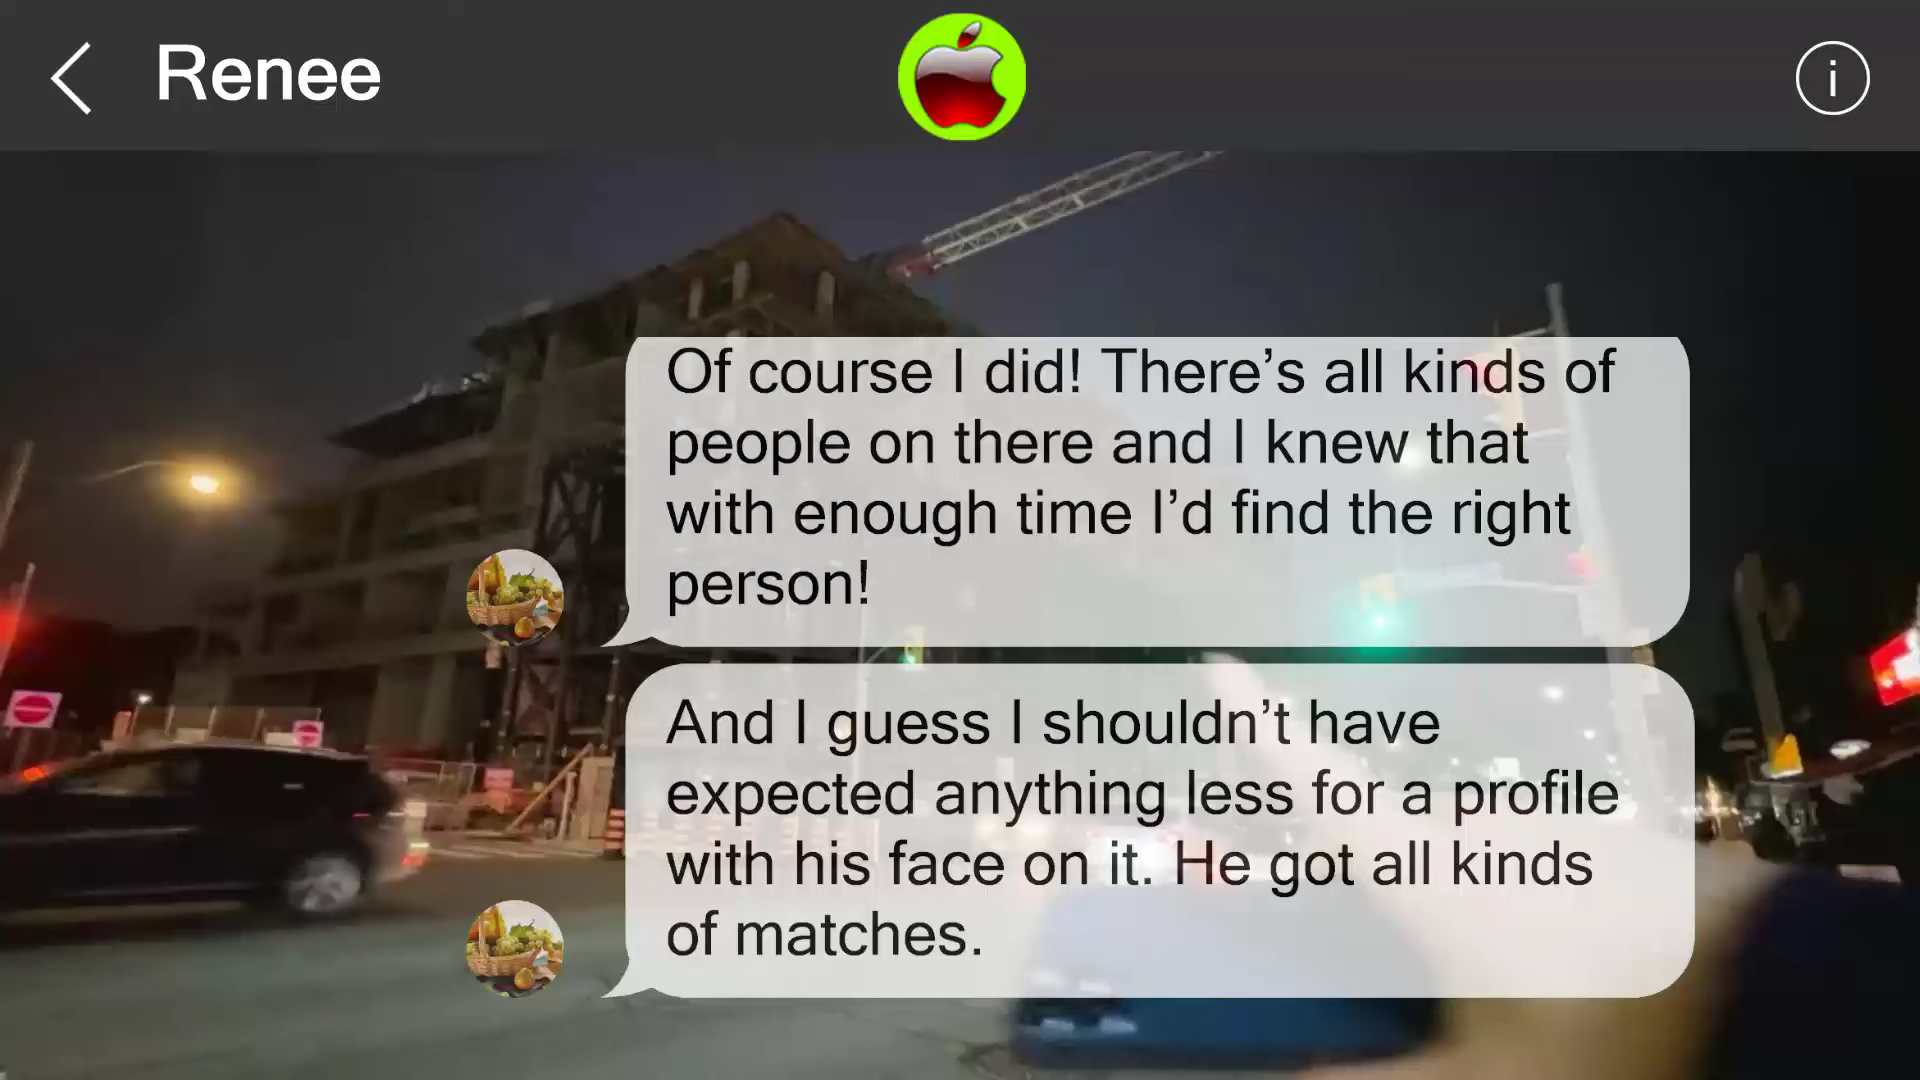 Renee
Of course I did! There’s all kinds of
people on there and I knew that
with enough time I’d find the right
person!
And I guess I shouldn’t have
expected anything less for a profile
with his face on it. He got all kinds
of matches.